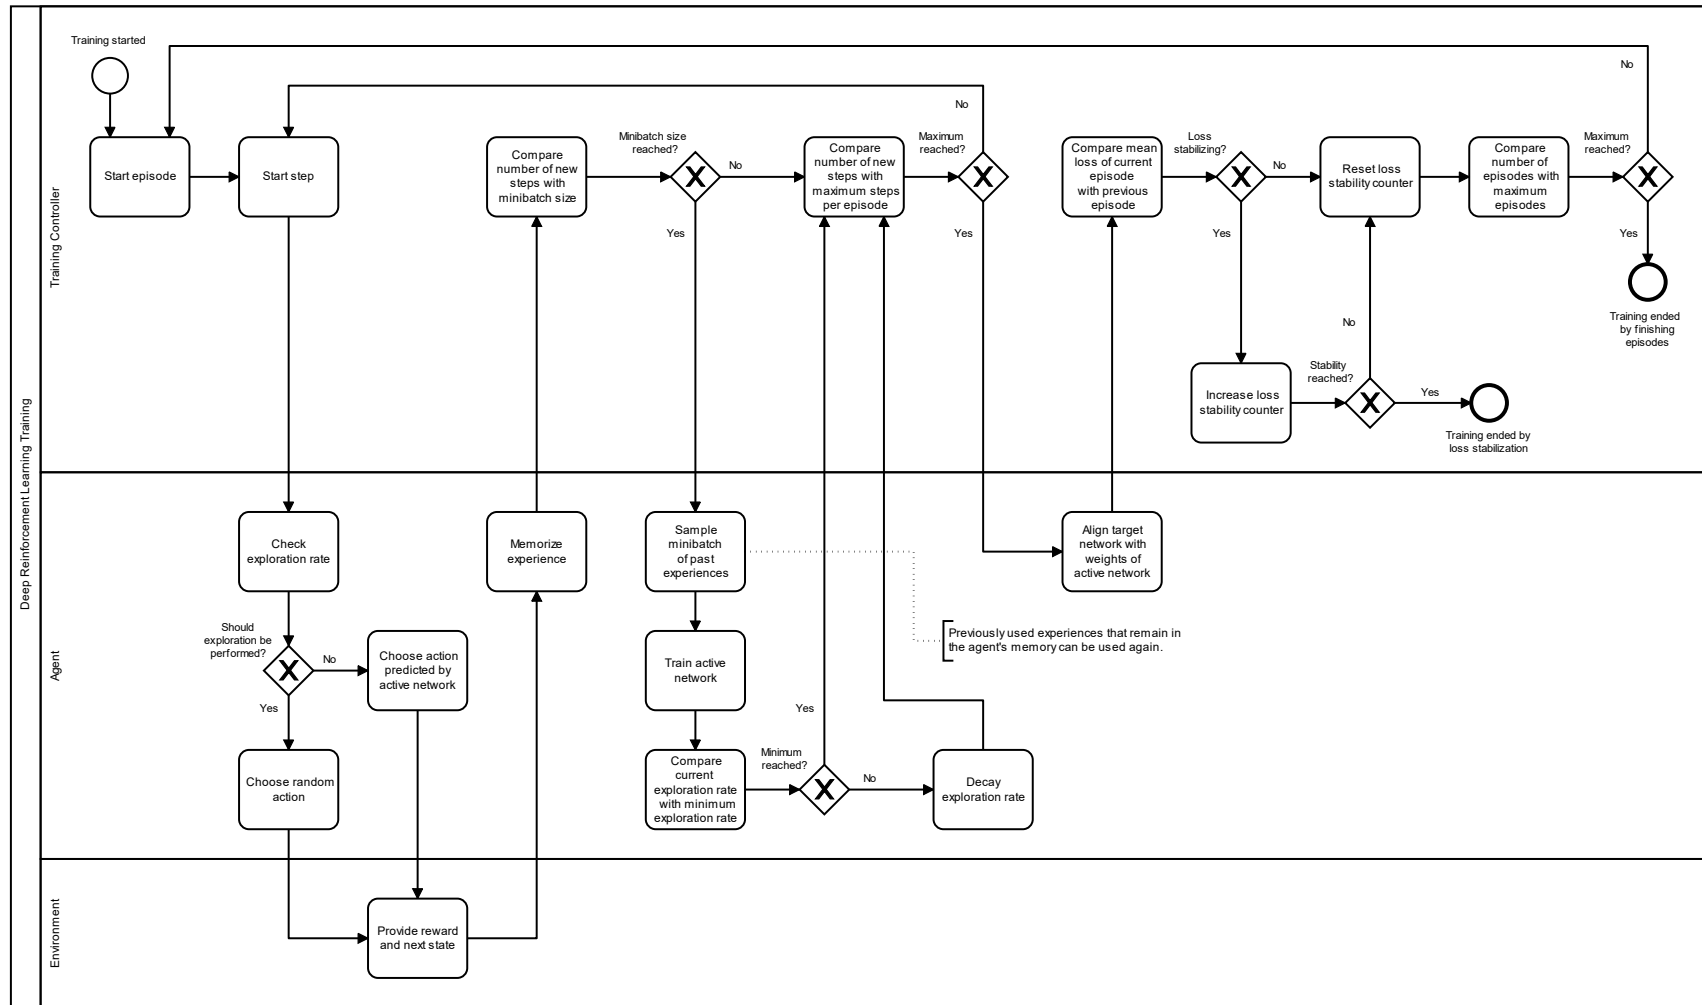 Deep Reinforcement Learning Training
Training Controller
Training started
Start episode
Start step
Compare
number of new
steps with
minibatch size
Minibatch size
reached?
No
Yes
Compare
number of new
steps with
maximum steps
per episode
Maximum
reached?
No
Yes
Compare mean
loss of current
episode
with previous
episode
Loss
stabilizing?
No
Yes
Reset loss
stability counter
Compare
number of
episodes with
maximum
episodes
Maximum
reached?
No
Yes
Training ended
by finishing
episodes
Increase loss
stability counter
Stability
reached?
No
Yes
Training ended by
loss stabilization
Agent
Check
exploration rate
Should
exploration be
performed?
No
Yes
Choose action
predicted by
active network
Choose random
action
Memorize
experience
Sample
minibatch
of past
experiences
Train active
network
Compare
current
exploration rate
with minimum
exploration rate
Minimum
reached?
Yes
No
Decay
exploration rate
Previously used experiences that remain in
the agent's memory can be used again.
Align target
network with
weights of
active network
Environment
Provide reward
and next state